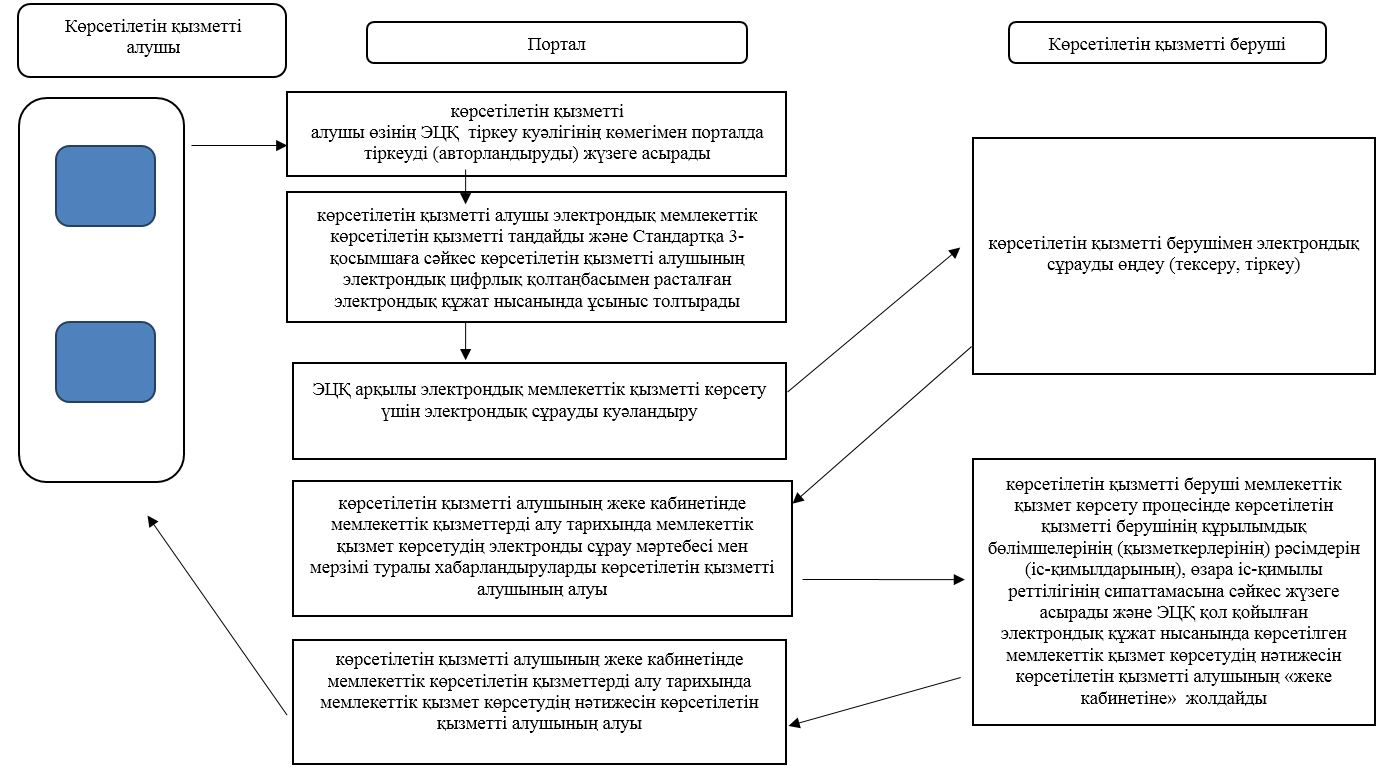 Көрсетілетін қызметті
алушы
Портал
Көрсетілетін қызметті беруші
көрсетілетін қызметті
алушы өзінің ЭЦҚ тіркеу куәлігінің көмегімен порталда
тіркеуді (авторландыруды) жүзеге асырады
көрсетілетін қызметті алушы электрондық мемлекеттік
көрсетілетін қызметті таңдайды және Стандартқа 3-
қосымшаға сәйкес көрсетілетін қызметті алушының
электрондық цифрлық қолтаңбасымен расталған
электрондық құжат нысанында ұсыныс толтырады
көрсетілетін қызметті берушімен электрондық
сұрауды өңдеу (тексеру, тіркеу)
ЭЦҚ арқылы электрондық мемлекеттік қызметті көрсету
үшін электрондық сұрауды куәландыру
көрсетілетін қызметті алушының жеке кабинетінде
мемлекеттік қызметтерді алу тарихында мемлекеттік
қызмет көрсетудің электронды сұрау мәртебесі мен
мерзімі туралы хабарландыруларды көрсетілетін қызметті
алушының алуы
көрсетілетін қызметті беруші мемлекеттік
қызмет көрсету процесінде көрсетілетін
қызметті берушінің құрылымдық
бөлімшелерінің (қызметкерлерінің) рәсімдерін
(іс-қимылдарының), өзара іс-қимылы
реттілігінің сипаттамасына сәйкес жүзеге
асырады және ЭЦҚ қол қойылған
электрондық құжат нысанында көрсетілген
мемлекеттік қызмет көрсетудің нәтижесін
көрсетілетін қызметті алушының «жеке
кабинетіне» жолдайды
көрсетілетін қызметті алушының жеке кабинетінде
мемлекеттік көрсетілетін қызметтерді алу тарихында
мемлекеттік қызмет көрсетудің нәтижесін көрсетілетін
қызметті алушының алуы